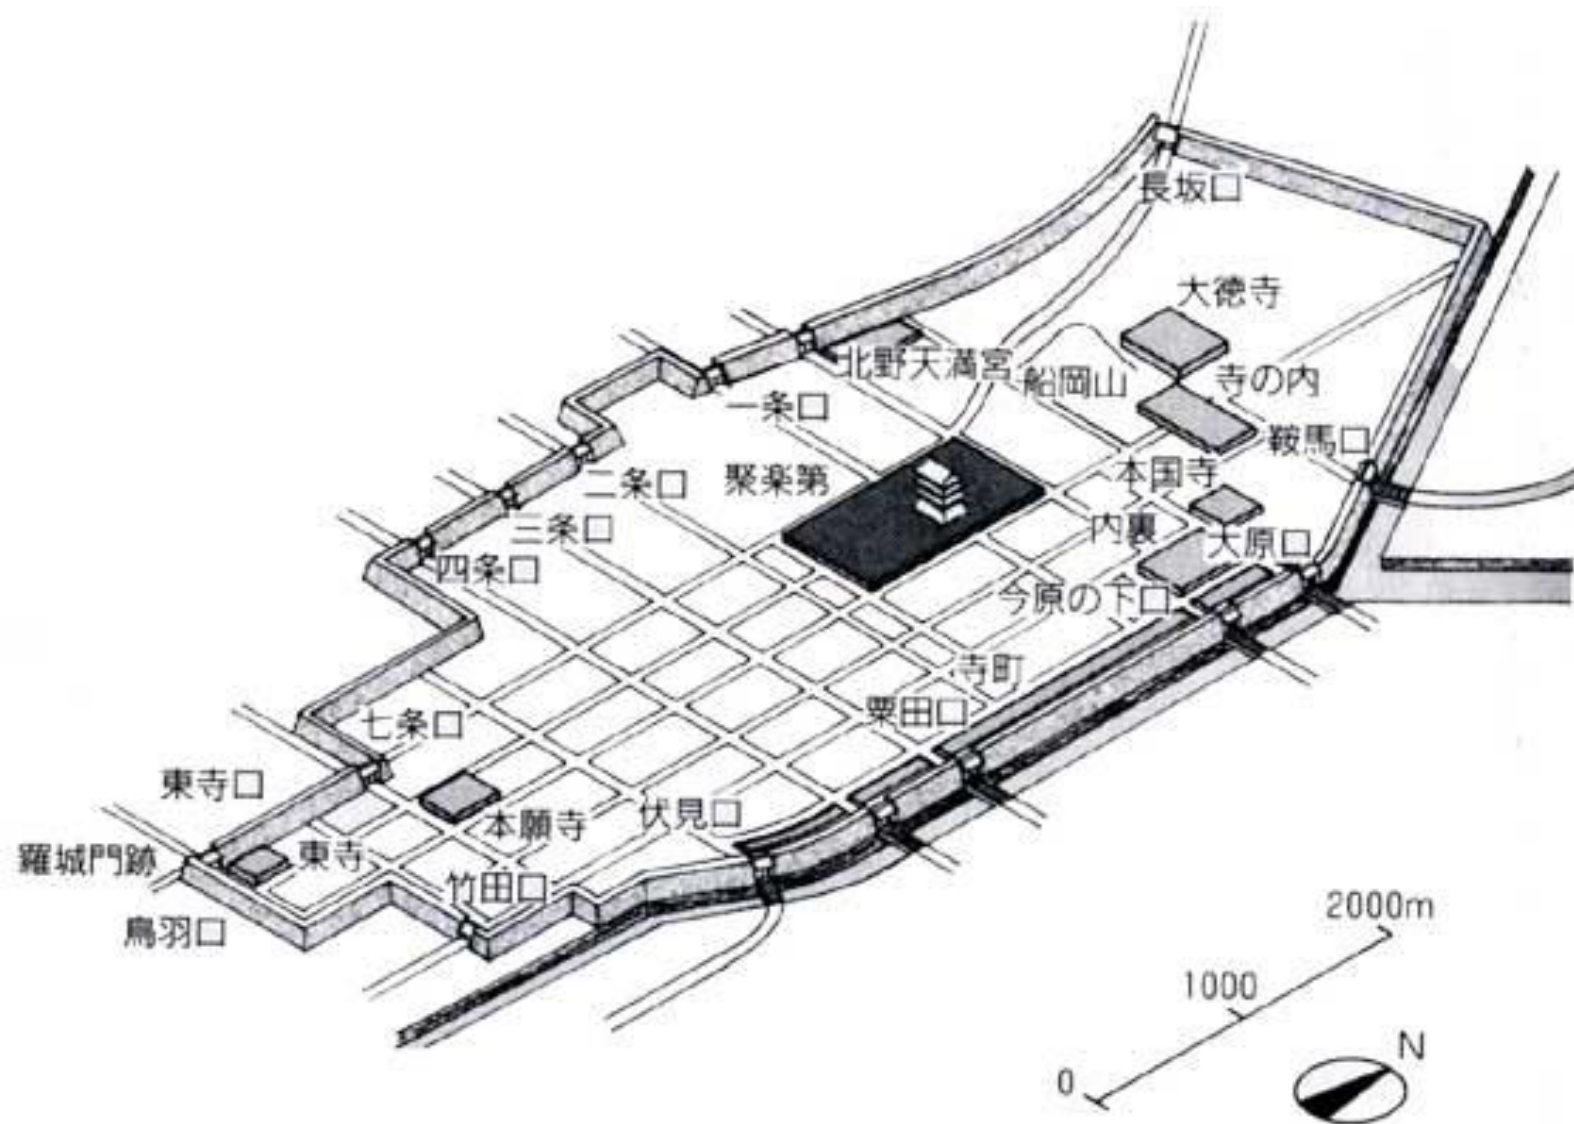 長坂口
大徳寺
北野天満宮
船岡山
寺の内
一条口
鞍馬口
聚楽第
本国寺
二条口
三条口
内裏
大原口
四条口
今原の下口
寺町
粟田口
七条口
東寺口
本願寺
伏見口
羅城門跡
東寺
竹田口
鳥羽口
2000m
1000
0
N